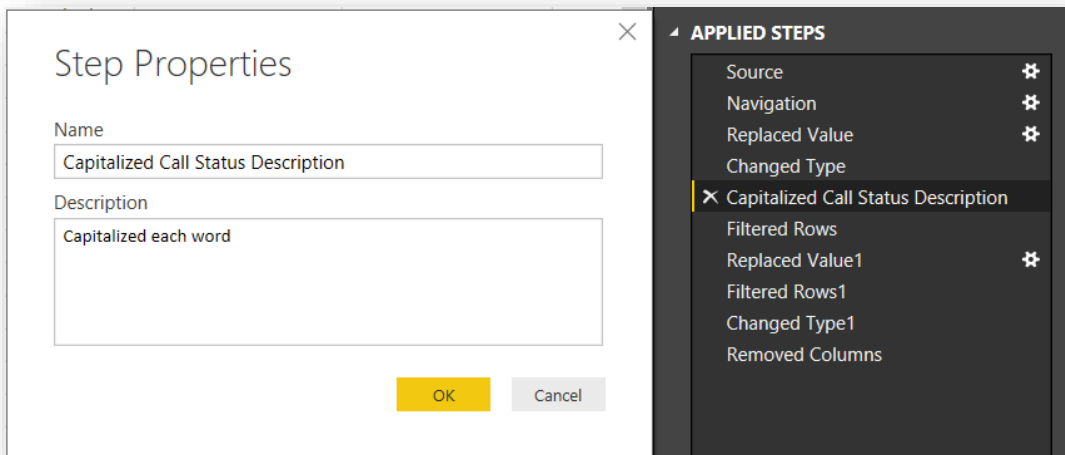 Step Properties
Name
Capitalized Call Status Description
Description
Capitalized each word
OK
Cancel
APPLIED STEPS
Source
Navigation
Replaced Value
Changed Type
Capitalized Call Status Description
Filtered Rows
Replaced Value1
Filtered Rows1
Changed Type1
Removed Columns